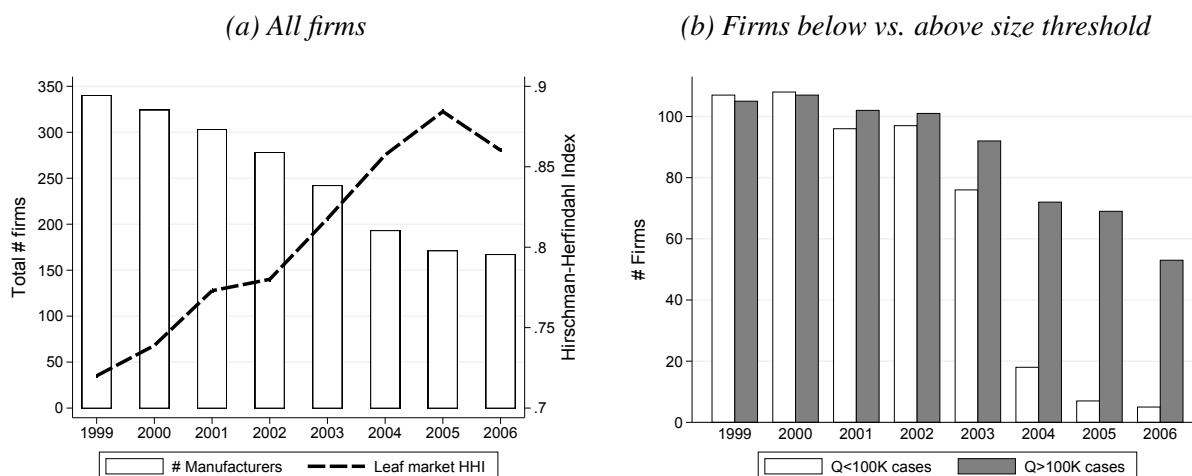 (a) All firms
350
300
250
200
150
100
50
0
Total # firms
.9
.85
.8
.75
.7
Hirschman-Herfindahl Index
1999 2000 2001 2002 2003 2004 2005 2006
# Manufacturers Leaf market HHI
(b) Firms below vs. above size threshold
100
80
60
40
20
0
# Firms
1999 2000 2001 2002 2003 2004 2005 2006
Q<100K cases Q>100K cases